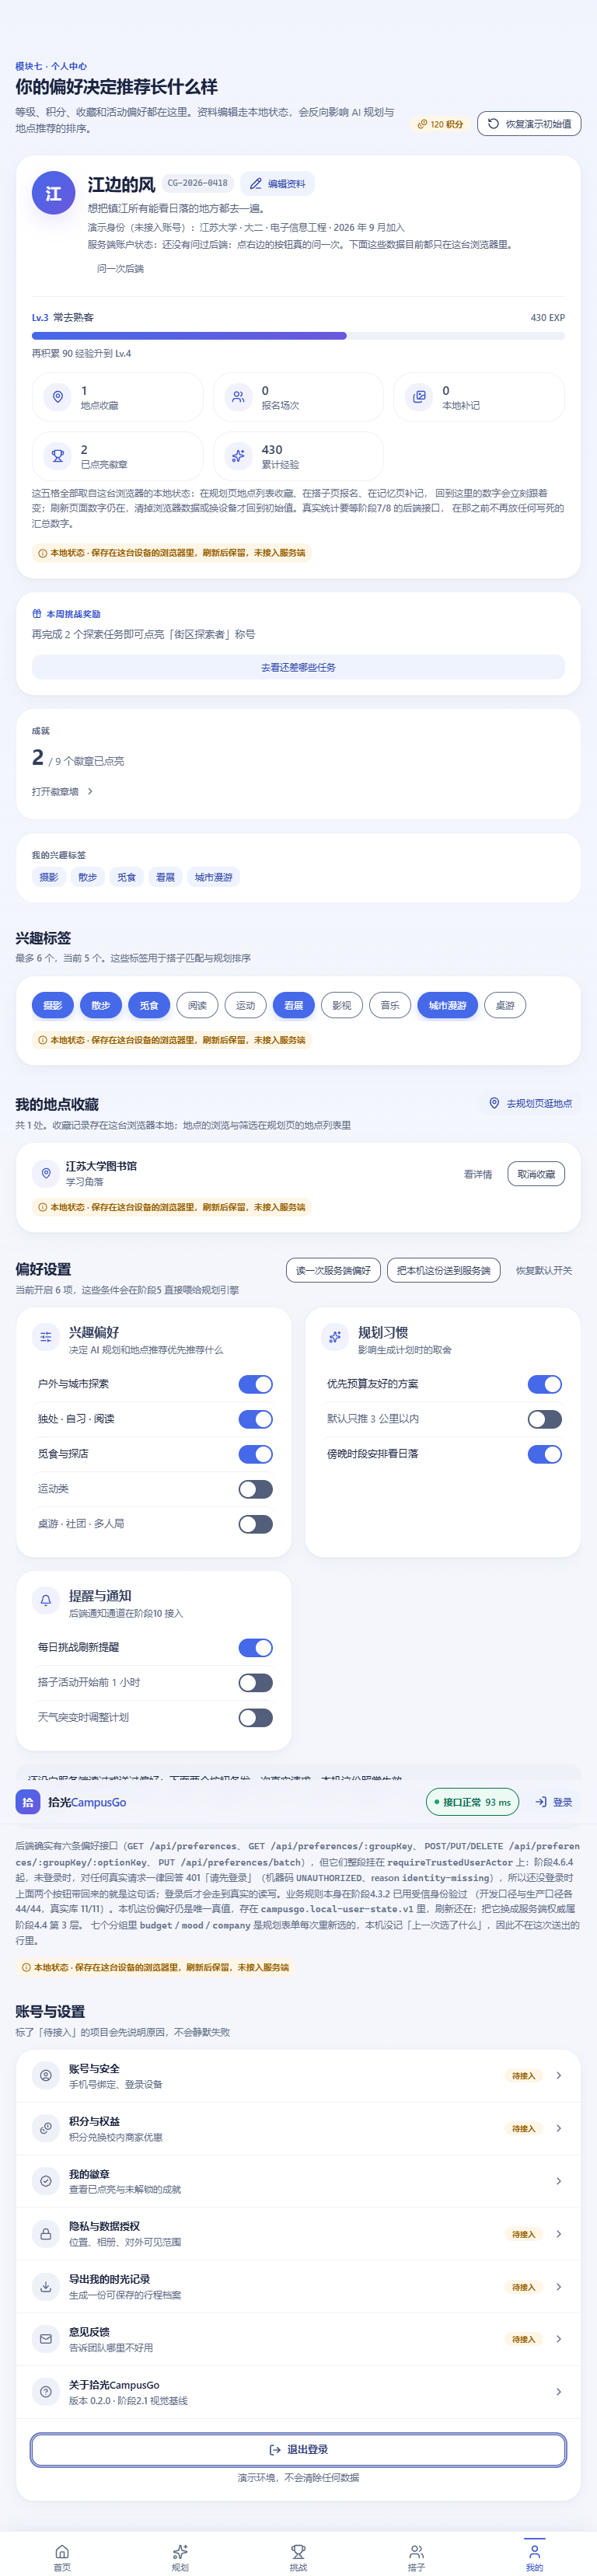 模块七 · 个人中心
你的偏好决定推荐长什么样
等级、积分、收藏和活动偏好都在这里。资料编辑走本地状态，会反向影响 AI 规划与
地点推荐的排序。
120 积分
恢复演示初始值
江
江边的风
CG-2026-0418
编辑资料
想把镇江所有能看日落的地方都去一遍。
演示身份（未接入账号）：江苏大学 · 大二 · 电子信息工程 · 2026 年 9 月加入
服务端账户状态：还没有问过后端：点右边的按钮真的问一次。下面这些数据目前都只在这台浏览器里。
问一次后端
Lv.3 常去熟客
430 EXP
再积累 90 经验升到 Lv.4
1
地点收藏
0
报名场次
0
本地补记
2
已点亮徽章
430
累计经验
这五格全部取自这台浏览器的本地状态：在规划页地点列表收藏、在搭子页报名、在记忆页补记， 回到这里的数字会立刻跟着
变；刷新页面数字仍在，清掉浏览器数据或换设备才回到初始值。真实统计要等阶段7/8 的后端接口， 在那之前不再放任何写死的
汇总数字。
本地状态 · 保存在这台设备的浏览器里，刷新后保留，未接入服务端
本周挑战奖励
再完成 2 个探索任务即可点亮「街区探索者」称号
去看还差哪些任务
成就
2 / 9 个徽章已点亮
打开徽章墙
我的兴趣标签
摄影
散步
觅食
看展
城市漫游
兴趣标签
最多 6 个，当前 5 个。这些标签用于搭子匹配与规划排序
摄影
散步
觅食
阅读
运动
看展
影视
音乐
城市漫游
桌游
本地状态 · 保存在这台设备的浏览器里，刷新后保留，未接入服务端
我的地点收藏
去规划页逛地点
共 1 处。收藏记录存在这台浏览器本地；地点的浏览与筛选在规划页的地点列表里
江苏大学图书馆
学习角落
看详情
取消收藏
本地状态 · 保存在这台设备的浏览器里，刷新后保留，未接入服务端
偏好设置
读一次服务端偏好
把本机这份送到服务端
恢复默认开关
当前开启 6 项，这些条件会在阶段5 直接喂给规划引擎
兴趣偏好
决定 AI 规划和地点推荐优先推荐什么
户外与城市探索
独处 · 自习 · 阅读
觅食与探店
运动类
桌游 · 社团 · 多人局
规划习惯
影响生成计划时的取舍
优先预算友好的方案
默认只推 3 公里以内
傍晚时段安排看日落
提醒与通知
后端通知通道在阶段10 接入
每日挑战刷新提醒
搭子活动开始前 1 小时
天气突变时调整计划
拾
拾光CampusGo
接口正常 93 ms
登录
后端确实有六条偏好接口（GET /api/preferences、 GET /api/preferences/:groupKey、 POST/PUT/DELETE /api/preferen
ces/:groupKey/:optionKey、 PUT /api/preferences/batch），但它们整段挂在 requireTrustedUserActor 上：阶段4.6.4
起，未登录时，对任何真实请求一律回答 401「请先登录」（机器码 UNAUTHORIZED、reason identity-missing），所以还没登录时
上面两个按钮带回来的就是这句话；登录后才会走到真实的读写。业务规则本身在阶段4.3.2 已用受信身份验过 （开发口径与生产口径各
44/44，真实库 11/11）。本机这份偏好仍是唯一真值，存在 campusgo.local-user-state.v1 里，刷新还在；把它换成服务端权威属
阶段4.4 第 3 层。 七个分组里 budget / mood / company 是规划表单每次重新选的，本机没记「上一次选了什么」，因此不在这次送出的
行里。
本地状态 · 保存在这台设备的浏览器里，刷新后保留，未接入服务端
账号与设置
标了「待接入」的项目会先说明原因，不会静默失败
账号与安全
手机号绑定、登录设备
待接入
积分与权益
积分兑换校内商家优惠
待接入
我的徽章
查看已点亮与未解锁的成就
隐私与数据授权
位置、相册、对外可见范围
待接入
导出我的时光记录
生成一份可保存的行程档案
待接入
意见反馈
告诉团队哪里不好用
待接入
关于拾光CampusGo
版本 0.2.0 · 阶段2.1 视觉基线
退出登录
演示环境，不会清除任何数据
首页
规划
挑战
搭子
我的